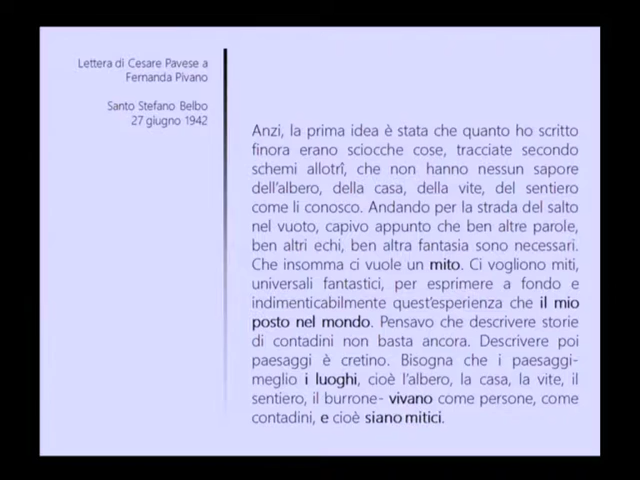 Lettera di Cesare Pavese a
Fernanda Pivano
Santo Stefano Belbo
27 giugno 1942
Anzi, la prima idea è stata che quanto ho scritto
finora erano sciocche cose, tracciate secondo
schemi allotrî, che non hanno nessun sapore
dell'albero, della casa, della vite, del sentiero
come li conosco. Andando per la strada del salto
nel vuoto, capivo appunto che ben altre parole,
ben altri echi, ben altra fantasia sono necessari.
Che insomma ci vuole un mito. Ci vogliono miti,
universali fantastici, per esprimere a fondo e
indimenticabilmente quest'esperienza che il mio
posto nel mondo. Pensavo che descrivere storie
di contadini non basta ancora. Descrivere poi
paesaggi è cretino. Bisogna che i paesaggi-
meglio i luoghi, cioè l'albero, la casa, la vite, il
sentiero, il burrone- vivano come persone, come
contadini, e cioè siano mitici.